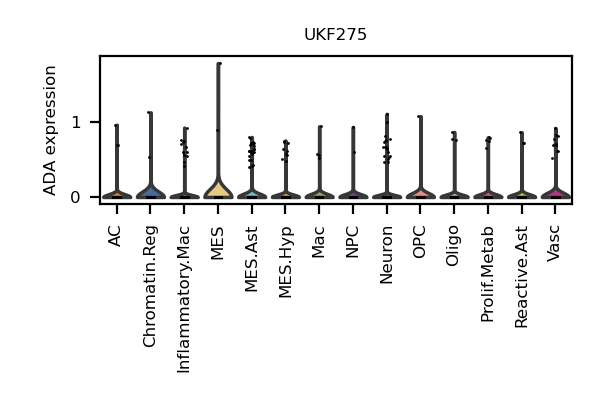 UKF275
ADA expression
1
0
AC
Chromatin.Reg
Inflammatory.Mac
MES
MES.Ast
MES.Hyp
Mac
NPC
Neuron
OPC
Oligo
Prolif.Metab
Reactive.Ast
Vasc